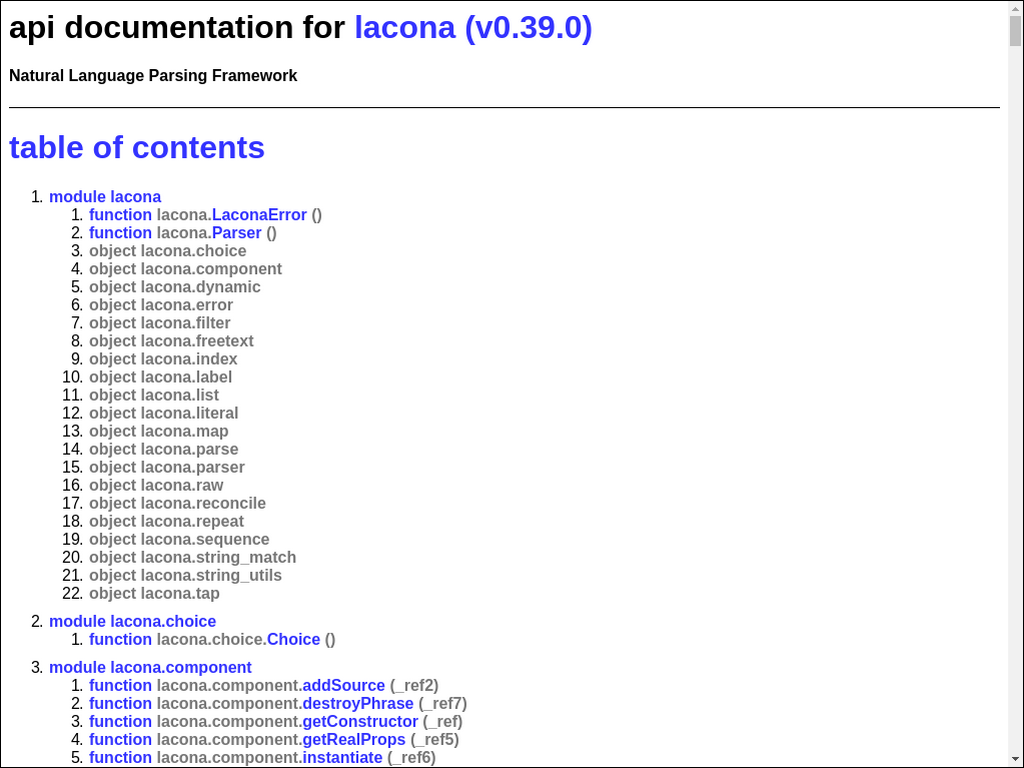 api documentation for lacona (v0.39.0)
Natural Language Parsing Framework
table of contents
1. module lacona
1. function lacona.LaconaError ()
2. function lacona.Parser ()
3. object lacona.choice
4. object lacona.component
5. object lacona.dynamic
6. object lacona.error
7. object lacona.filter
8. object lacona.freetext
9. object lacona.index
10. object lacona.label
11. object lacona.list
12. object lacona.literal
13. object lacona.map
14. object lacona.parse
15. object lacona.parser
16. object lacona.raw
17. object lacona.reconcile
18. object lacona.repeat
19. object lacona.sequence
20. object lacona.string_match
21. object lacona.string_utils
22. object lacona.tap
2. module lacona.choice
1. function lacona.choice.Choice ()
3. module lacona.component
1. function lacona.component.addSource (_ref2)
2. function lacona.component.destroyPhrase (_ref7)
3. function lacona.component.getConstructor (_ref)
4. function lacona.component.getRealProps (_ref5)
5. function lacona.component.instantiate (_ref6)